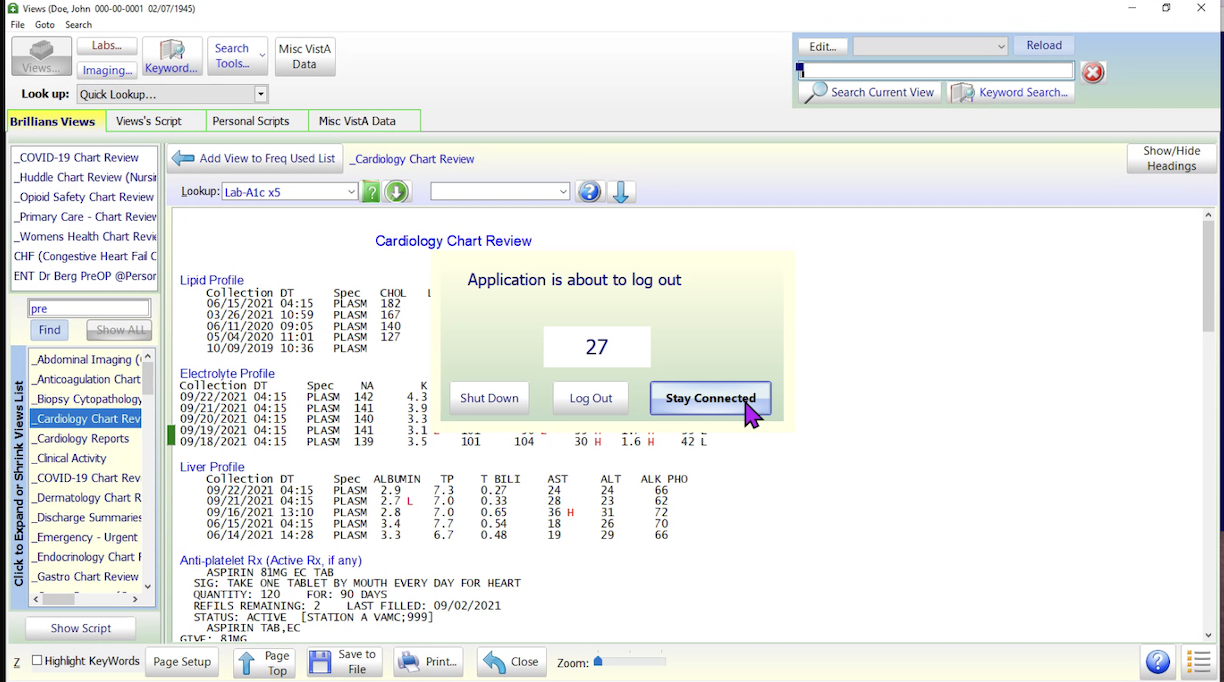 Views (Doe, John 000-00-0001 02/07/1945)
File Goto Search
Views...
Labs...
Imaging...
Keyword...
Search Tools...
Misc VistA Data
Edit...
Reload
Look up: Quick Lookup...
Search Current View
Keyword Search...
Brillians Views
Views's Script
Personal Scripts
Misc VistA Data
_COVID-19 Chart Review
_Huddle Chart Review (Nursin
_Opioid Safety Chart Review
_Primary Care - Chart Review
_Womens Health Chart Revie
CHF (Congestive Heart Fail C
ENT Dr Berg PreOP @Person
pre
Find
Show ALL
Click to Expand or Shrink Views List
_Abdominal Imaging (
_Anticoagulation Chart
_Biopsy Cytopathology
_Cardiology Chart Rev
_Cardiology Reports
_Clinical Activity
_COVID-19 Chart Rev
_Dermatology Chart R
_Discharge Summaries
_Emergency - Urgent
_Endocrinology Chart R
_Gastro Chart Review
Show Script
Add View to Freq Used List
_Cardiology Chart Review
Show/Hide Headings
Lookup: Lab-A1c x5
Cardiology Chart Review
Lipid Profile
Collection DT Spec CHOL
06/15/2021 04:15 PLASM 182
03/26/2021 10:59 PLASM 167
06/11/2020 09:05 PLASM 140
05/04/2020 11:01 PLASM 127
10/09/2019 10:36 PLASM
Electrolyte Profile
Collection DT Spec NA K
09/22/2021 04:15 PLASM 142 4.3
09/21/2021 04:15 PLASM 141 3.9
09/20/2021 04:15 PLASM 140 3.3
09/19/2021 04:15 PLASM 141 3.1
09/18/2021 04:15 PLASM 139 3.5 101 104 30 H 1.6 H 42 L
Application is about to log out
27
Shut Down
Log Out
Stay Connected
Liver Profile
Collection DT Spec ALBUMIN TP T BILI AST ALT ALK PHO
09/22/2021 04:15 PLASM 2.9 7.3 0.27 24 24 66
09/21/2021 04:15 PLASM 2.7 L 7.0 0.33 28 23 62
09/16/2021 13:10 PLASM 2.8 7.0 0.65 36 H 31 72
06/15/2021 04:15 PLASM 3.4 7.7 0.54 18 26 70
06/14/2021 14:28 PLASM 3.3 6.7 0.48 19 29 66
Anti-platelet Rx (Active Rx, if any)
ASPIRIN 81MG EC TAB
SIG: TAKE ONE TABLET BY MOUTH EVERY DAY FOR HEART
QUANTITY: 120 FOR: 90 DAYS
REFILS REMAINING: 2 LAST FILLED: 09/02/2021
STATUS: ACTIVE [STATION A VAMC;999]
ASPIRIN TAB,EC
GIVE: 81MG
Z
Highlight KeyWords
Page Setup
Page Top
Save to File
Print...
Close
Zoom: